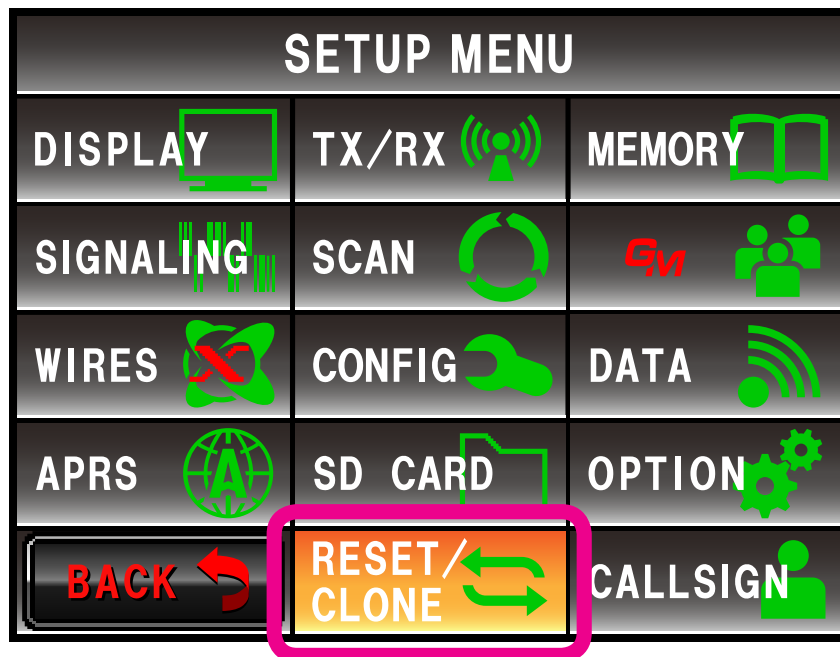 SETUP MENU
DISPLAY
TX/RX
MEMORY
SIGNALING
SCAN
GM
WIRES
X
CONFIG
DATA
APRS
A
SD CARD
OPTION
BACK
RESET/
CLONE
CALLSIGN